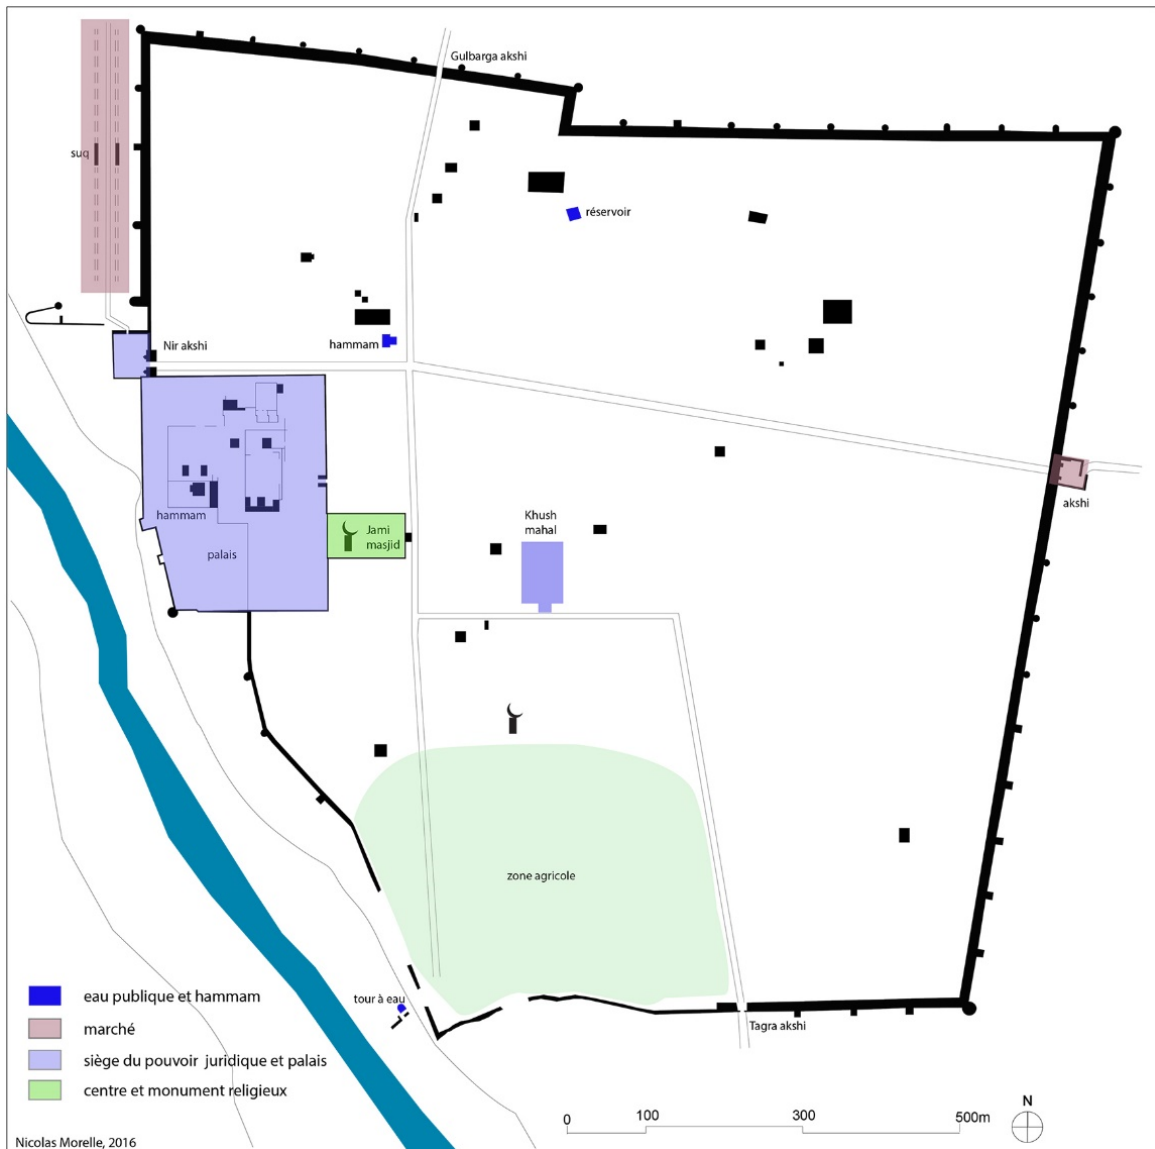 Gulbarga akshi
suq
réservoir
hammam
Nir akshi
akshi
hammam
palais
Jami
masjid
Khush
mahal
zone agricole
tour à eau
Tagra akshi
eau publique et hammam
marché
siège du pouvoir juridique et palais
centre et monument religieux
0 100 300 500m
N
Nicolas Morelle, 2016